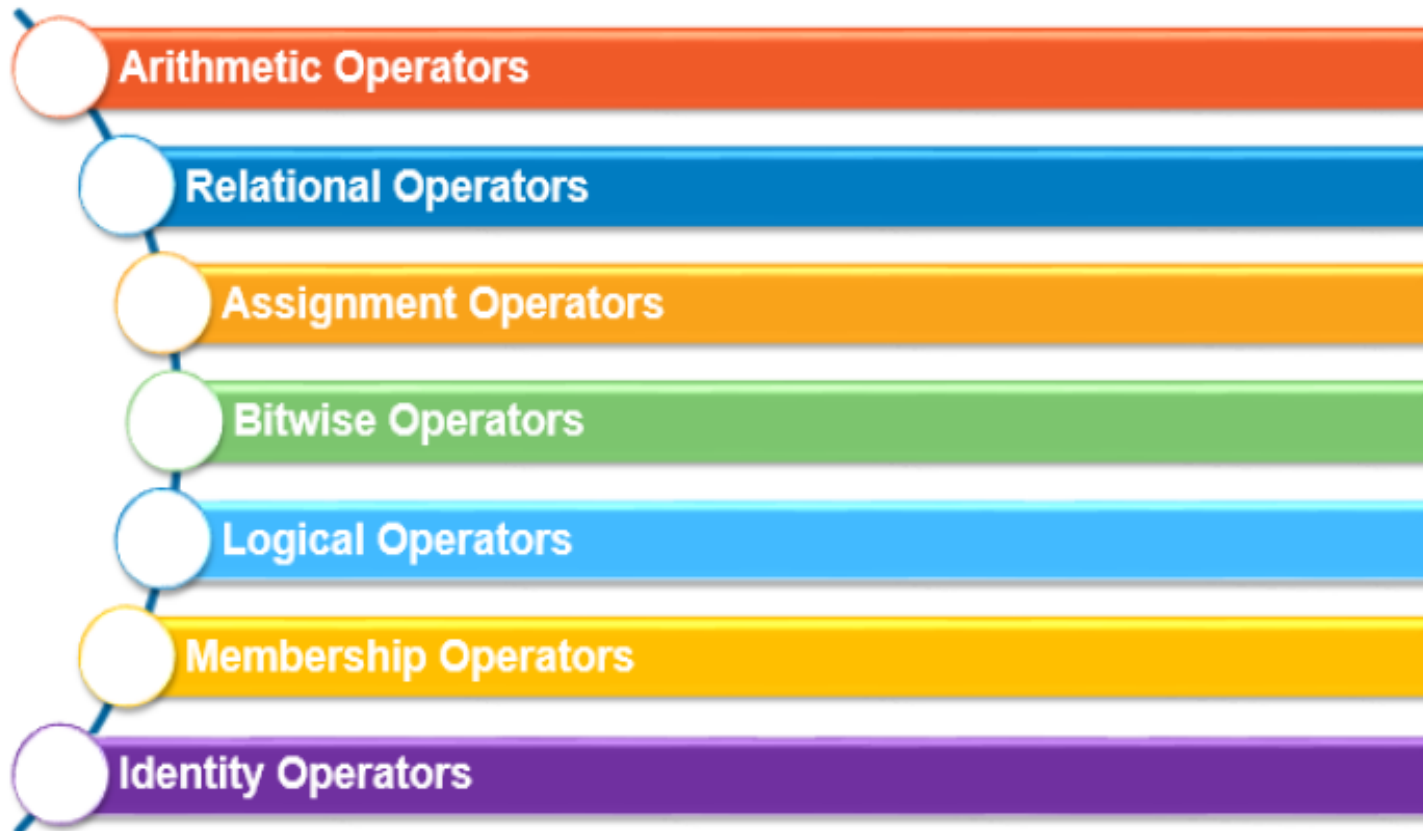 Arithmetic Operators
Relational Operators
Assignment Operators
Bitwise Operators
Logical Operators
Membership Operators
Identity Operators